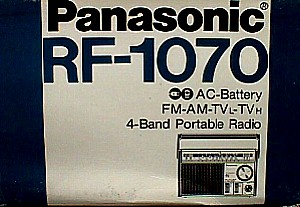 Panasonic®
RF-1070
AC-Battery
FM-AM-TVL-TVH
4-Band Portable Radio